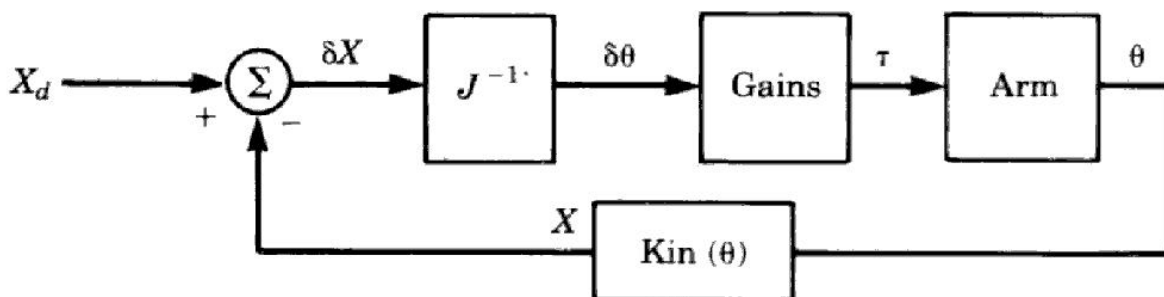 X_d
+
Σ
−
δX
J⁻¹
δθ
Gains
τ
Arm
θ
X
Kin (θ)